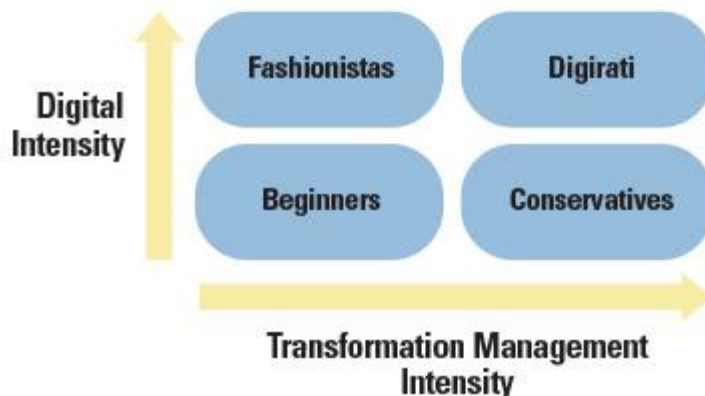 Fashionistas
Digirati
Digital
Intensity
Beginners
Conservatives
Transformation Management
Intensity